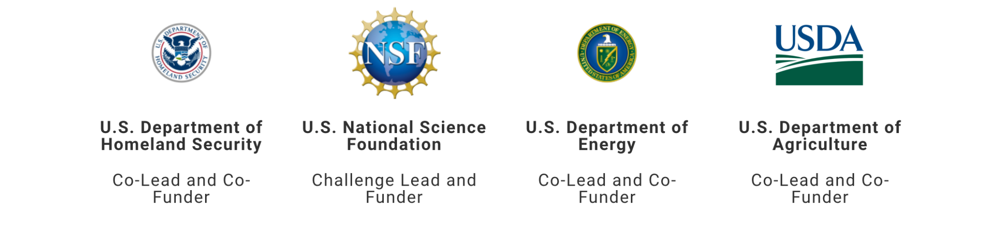 U.S. DEPARTMENT OF
HOMELAND SECURITY
NSF
DEPARTMENT OF ENERGY
UNITED STATES OF AMERICA
USDA
U.S. Department of
Homeland Security
Co-Lead and Co-
Funder
U.S. National Science
Foundation
Challenge Lead and
Funder
U.S. Department of
Energy
Co-Lead and Co-
Funder
U.S. Department of
Agriculture
Co-Lead and Co-
Funder